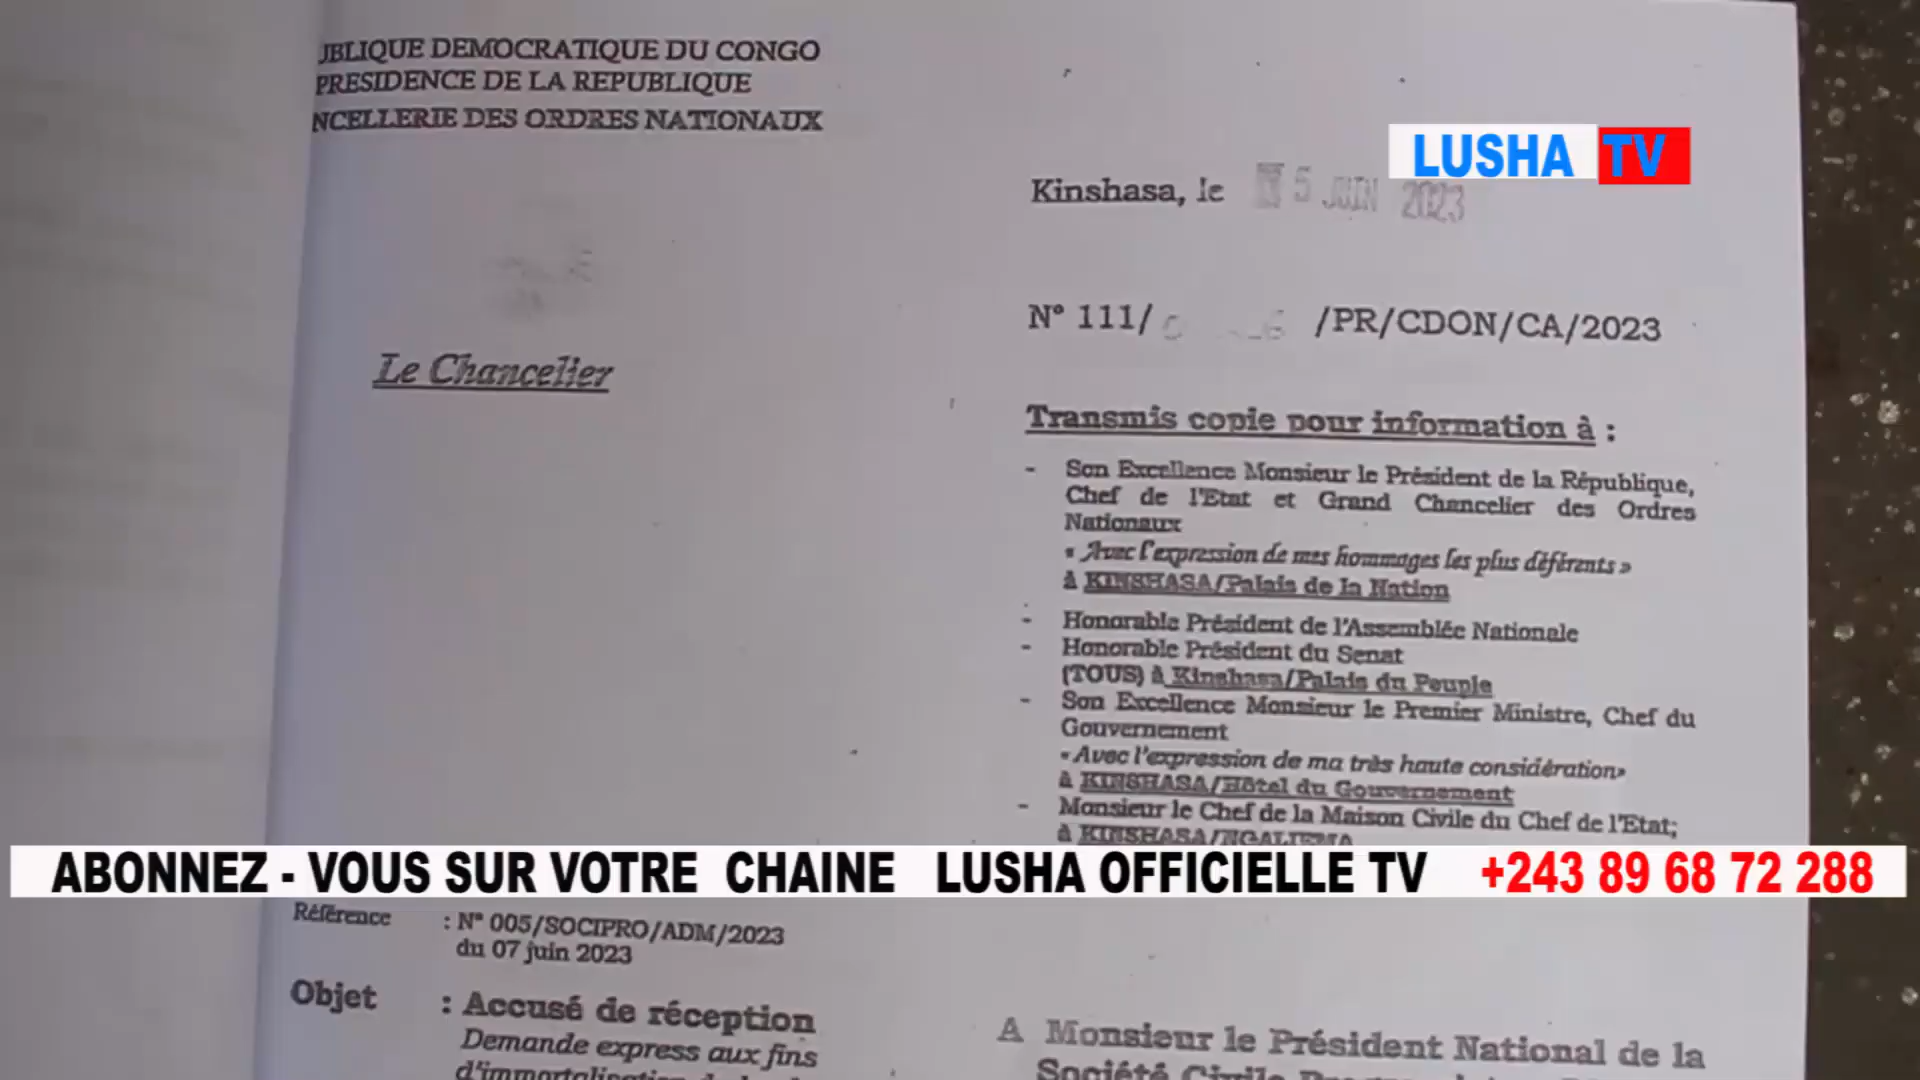 UBLIQUE DEMOCRATIQUE DU CONGO
PRESIDENCE DE LA REPUBLIQUE
NCELLERIE DES ORDRES NATIONAUX
LUSHA TV
Kinshasa, le 5 JUIN 2023
N° 111/ /PR/CDON/CA/2023
Le Chancelier
Transmis copie pour information à :
- Son Excellence Monsieur le Président de la République,
Chef de l'Etat et Grand Chancelier des Ordres
Nationaux
« Avec l'expression de mes hommages les plus déférents »
à KINSHASA/Palais de la Nation
- Honorable Président de l'Assemblée Nationale
- Honorable Président du Senat
(TOUS) à Kinshasa/Palais du Peuple
- Son Excellence Monsieur le Premier Ministre, Chef du
Gouvernement
«Avec l'expression de ma très haute considération»
à KINSHASA/Hôtel du Gouvernement
- Monsieur le Chef de la Maison Civile du Chef de l'Etat;
à KINSHASA/NGALIEMA
ABONNEZ - VOUS SUR VOTRE CHAINE LUSHA OFFICIELLE TV +243 89 68 72 288
Référence : N° 005/SOCIPRO/ADM/2023
du 07 juin 2023
Objet : Accusé de réception
Demande express aux fins
A Monsieur le Président National de la
Société Civile